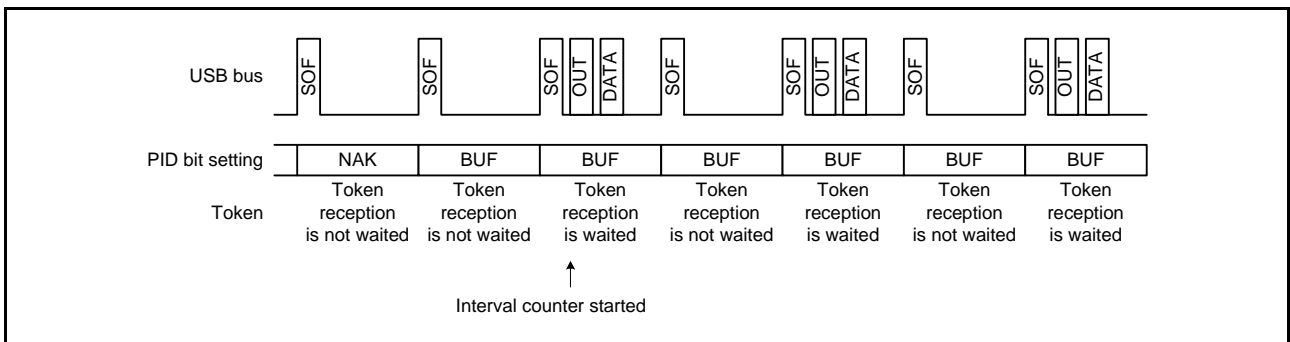 USB bus SOF SOF SOF OUT DATA SOF SOF OUT DATA SOF SOF OUT DATA
PID bit setting NAK BUF BUF BUF BUF BUF BUF
Token Token Token Token Token Token Token
Token reception reception reception reception reception reception reception
is not waited is not waited is waited is not waited is waited is not waited is waited
Interval counter started